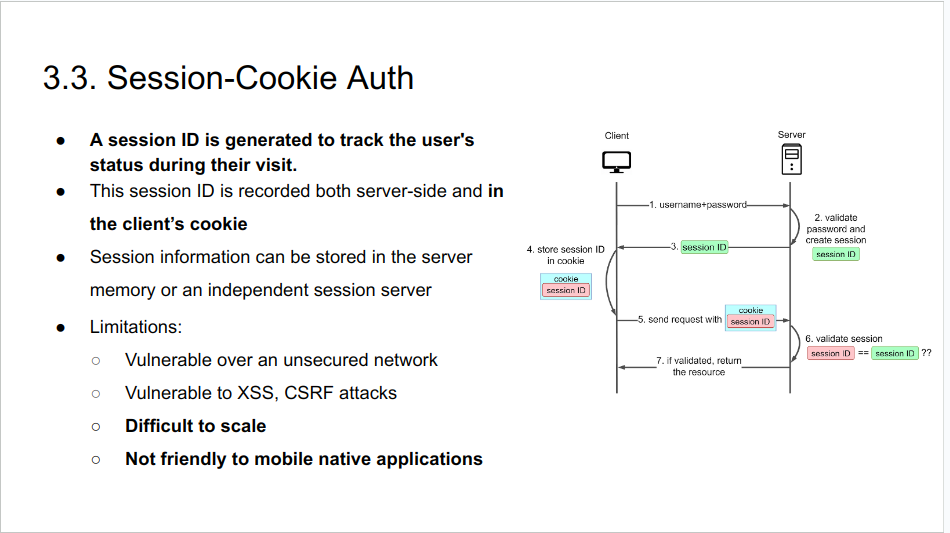 3.3. Session-Cookie Auth
● A session ID is generated to track the user's
status during their visit.
● This session ID is recorded both server-side and in
the client’s cookie
● Session information can be stored in the server
memory or an independent session server
● Limitations:
○ Vulnerable over an unsecured network
○ Vulnerable to XSS, CSRF attacks
○ Difficult to scale
○ Not friendly to mobile native applications
Client
Server
1. username+password
2. validate
password and
create session
session ID
3. session ID
4. store session ID
in cookie
cookie
session ID
5. send request with
cookie
session ID
6. validate session
session ID == session ID ??
7. if validated, return
the resource